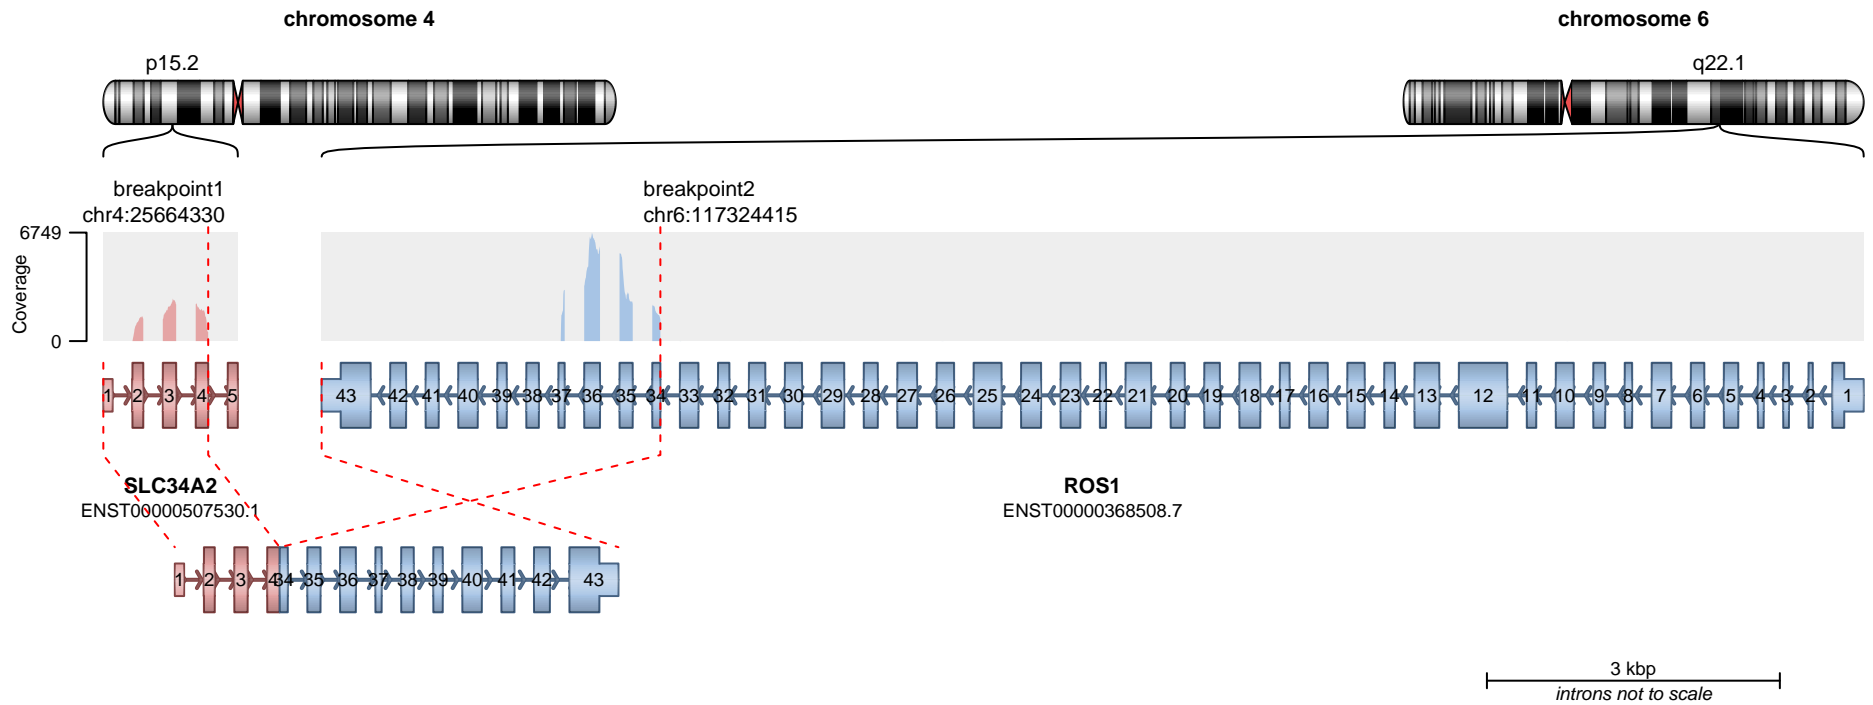 chromosome 4
chromosome 6
p15.2
q22.1
breakpoint1
chr4:25664330
breakpoint2
chr6:117324415
6749
Coverage
0
1 2 3 4 5
43 42 41 40 39 38 37 36 35 34 33 32 31 30 29 28 27 26 25 24 23 22 21 20 19 18 17 16 15 14 13 12 11 10 9 8 7 6 5 4 3 2 1
SLC34A2
ENST00000507530.1
ROS1
ENST00000368508.7
1 2 3 4 34 35 36 37 38 39 40 41 42 43
3 kbp
introns not to scale